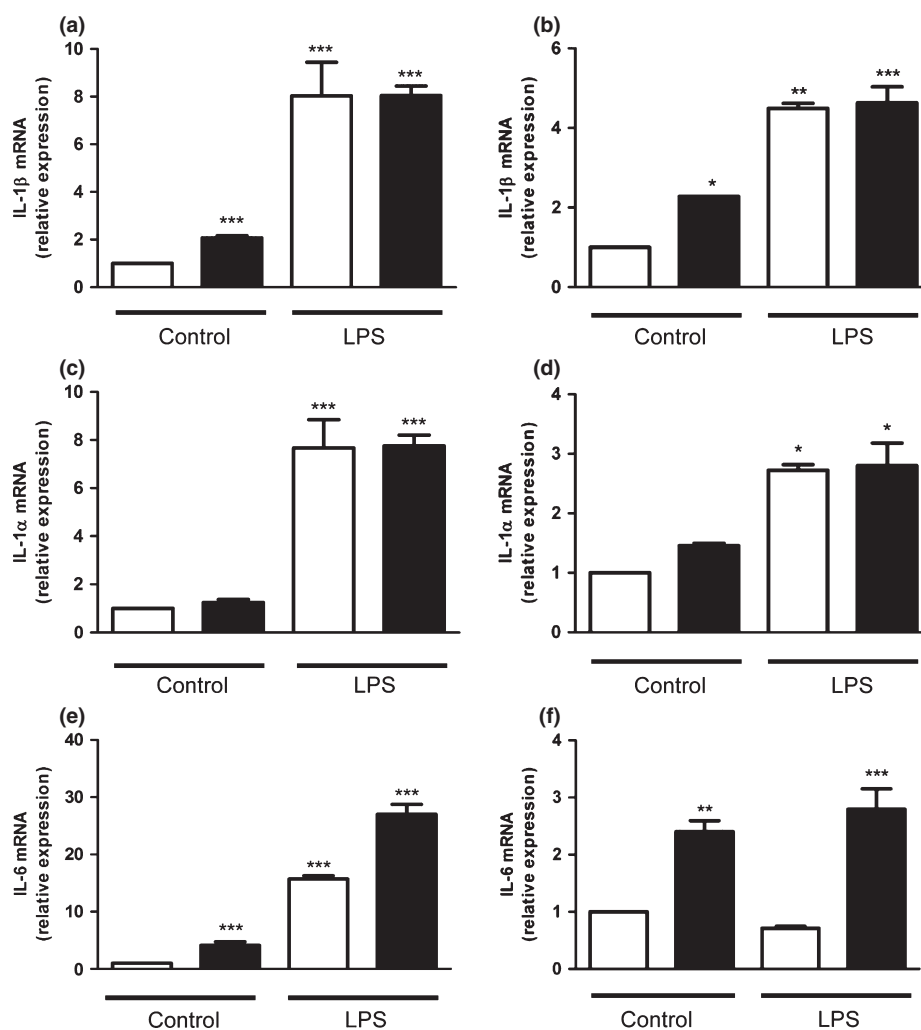 (a)
IL-1β mRNA
(relative expression)
10
8
6
4
2
0
***
***
***
Control
LPS
(b)
IL-1β mRNA
(relative expression)
6
4
2
0
*
**
***
Control
LPS
(c)
IL-1α mRNA
(relative expression)
10
8
6
4
2
0
***
***
Control
LPS
(d)
IL-1α mRNA
(relative expression)
4
3
2
1
0
*
*
Control
LPS
(e)
IL-6 mRNA
(relative expression)
40
30
20
10
0
***
***
***
Control
LPS
(f)
IL-6 mRNA
(relative expression)
4
3
2
1
0
**
***
Control
LPS